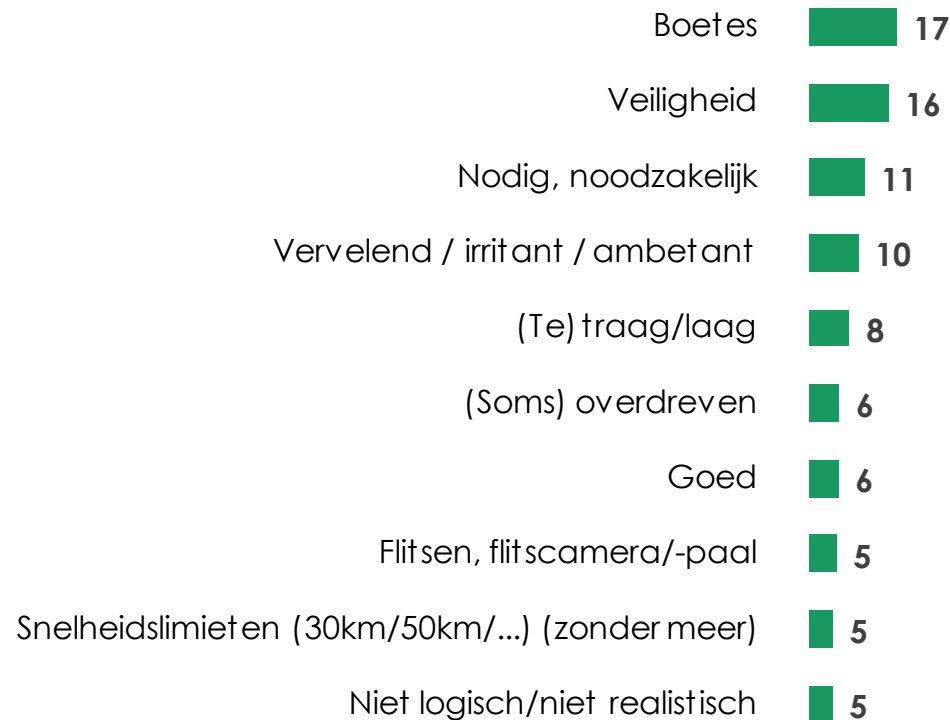 Boetes 17
Veiligheid 16
Nodig, noodzakelijk 11
Vervelend / irritant / ambetant 10
(Te) traag/laag 8
(Soms) overdreven 6
Goed 6
Flitsen, flitscamera/-paal 5
Snelheidslimieten (30km/50km/...) (zonder meer) 5
Niet logisch/niet realistisch 5